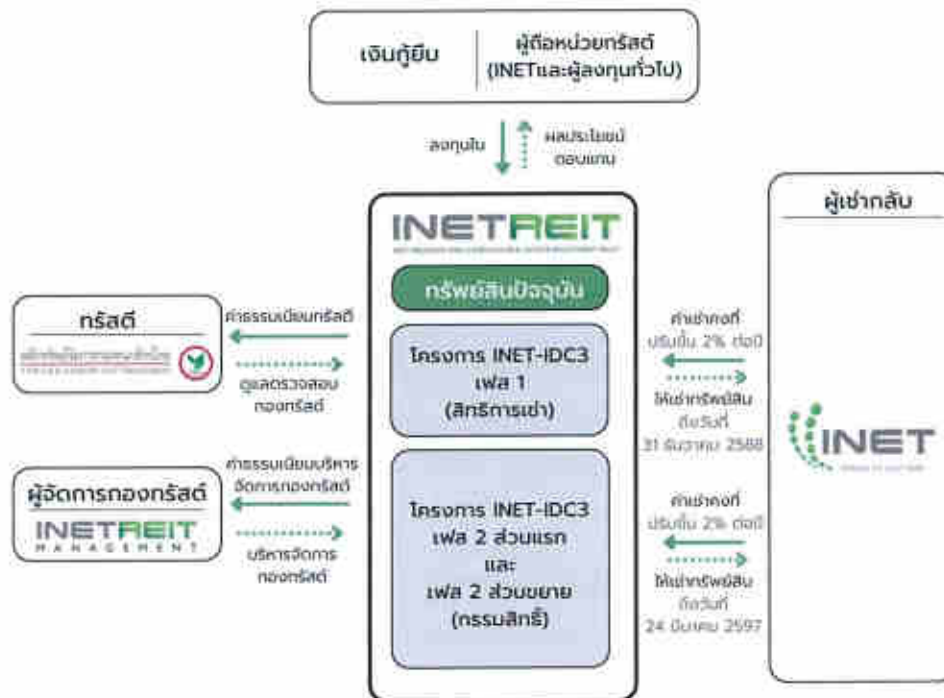 เงินกู้ยืม
ผู้ถือหน่วยทรัสต์
(INETและผู้ลงทุนทั่วไป)
ลงทุนใน
ผลประโยชน์
ตอบแทน
INETREIT
ทรัพย์สินปัจจุบัน
โครงการ INET-IDC3
เฟส 1
(สิทธิการเช่า)
โครงการ INET-IDC3
เฟส 2 ส่วนแรก
และ
เฟส 2 ส่วนขยาย
(กรรมสิทธิ์)
ทรัสตี
ค่าธรรมเนียมทรัสตี
ดูแลตรวจสอบ
กองทรัสต์
ผู้จัดการกองทรัสต์
INETREIT
MANAGEMENT
ค่าธรรมเนียมบริหาร
จัดการกองทรัสต์
บริหารจัดการ
กองทรัสต์
ผู้เช่ากลับ
INET
ค่าเช่าคงที่
ปรับขึ้น 2% ต่อปี
ให้เช่าทรัพย์สิน
ถึงวันที่
31 ธันวาคม 2588
ค่าเช่าคงที่
ปรับขึ้น 2% ต่อปี
ให้เช่าทรัพย์สิน
ถึงวันที่
24 มีนาคม 2597